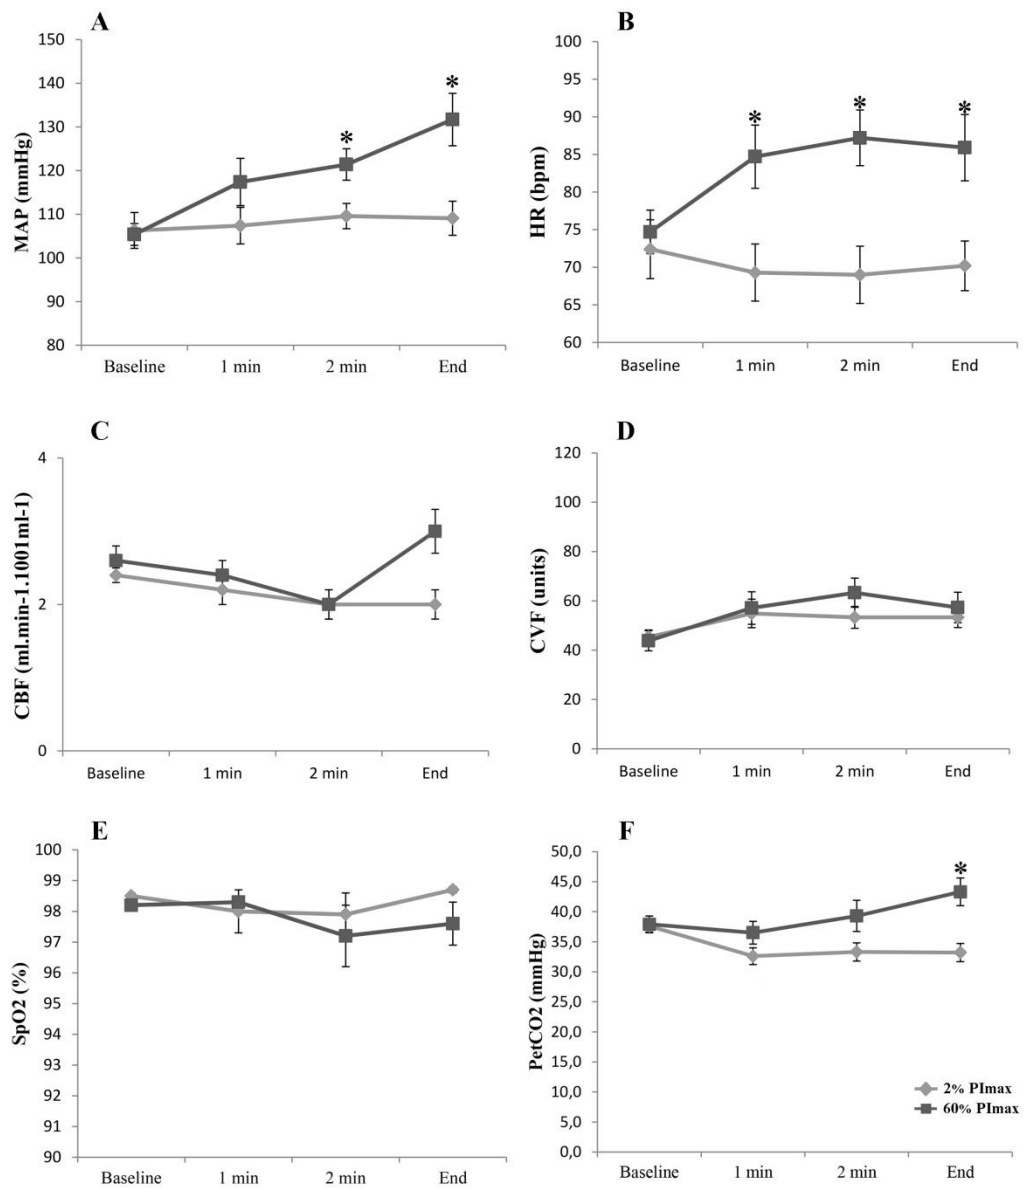 A
MAP (mmHg)
150
140
130
120
110
100
90
80
*
*
Baseline 1 min 2 min End
B
HR (bpm)
100
95
90
85
80
75
70
65
60
*
*
*
Baseline 1 min 2 min End
C
CBF (ml.min-1.1001ml-1)
4
2
0
Baseline 1 min 2 min End
D
CVF (units)
120
100
80
60
40
20
0
Baseline 1 min 2 min End
E
SpO2 (%)
100
99
98
97
96
95
94
93
92
91
90
Baseline 1 min 2 min End
F
PetCO2 (mmHg)
50,0
45,0
40,0
35,0
30,0
25,0
20,0
15,0
10,0
5,0
0,0
*
2% PImax
60% PImax
Baseline 1 min 2 min End